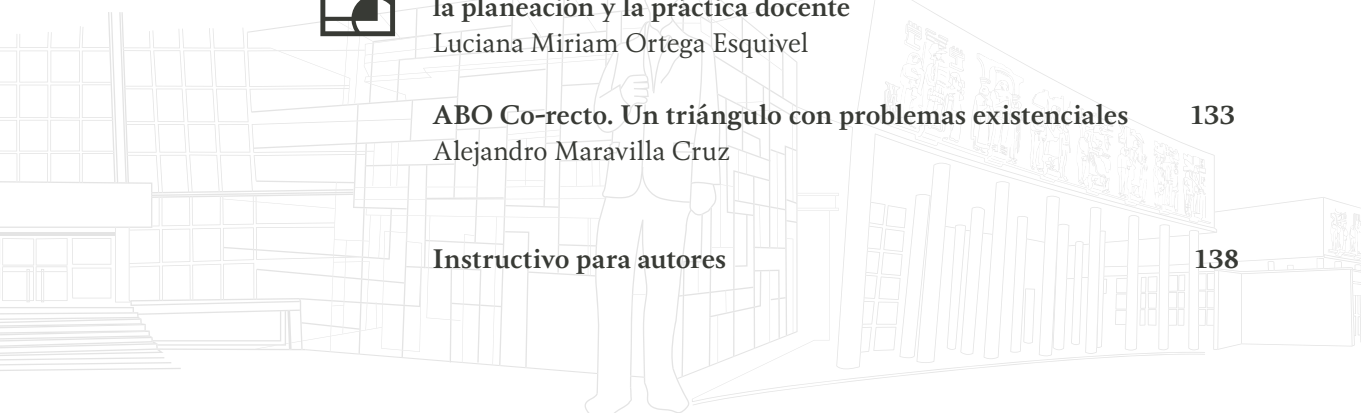 la planeación y la práctica docente
Luciana Miriam Ortega Esquivel
ABO Co-recto. Un triángulo con problemas existenciales 133
Alejandro Maravilla Cruz
Instructivo para autores 138